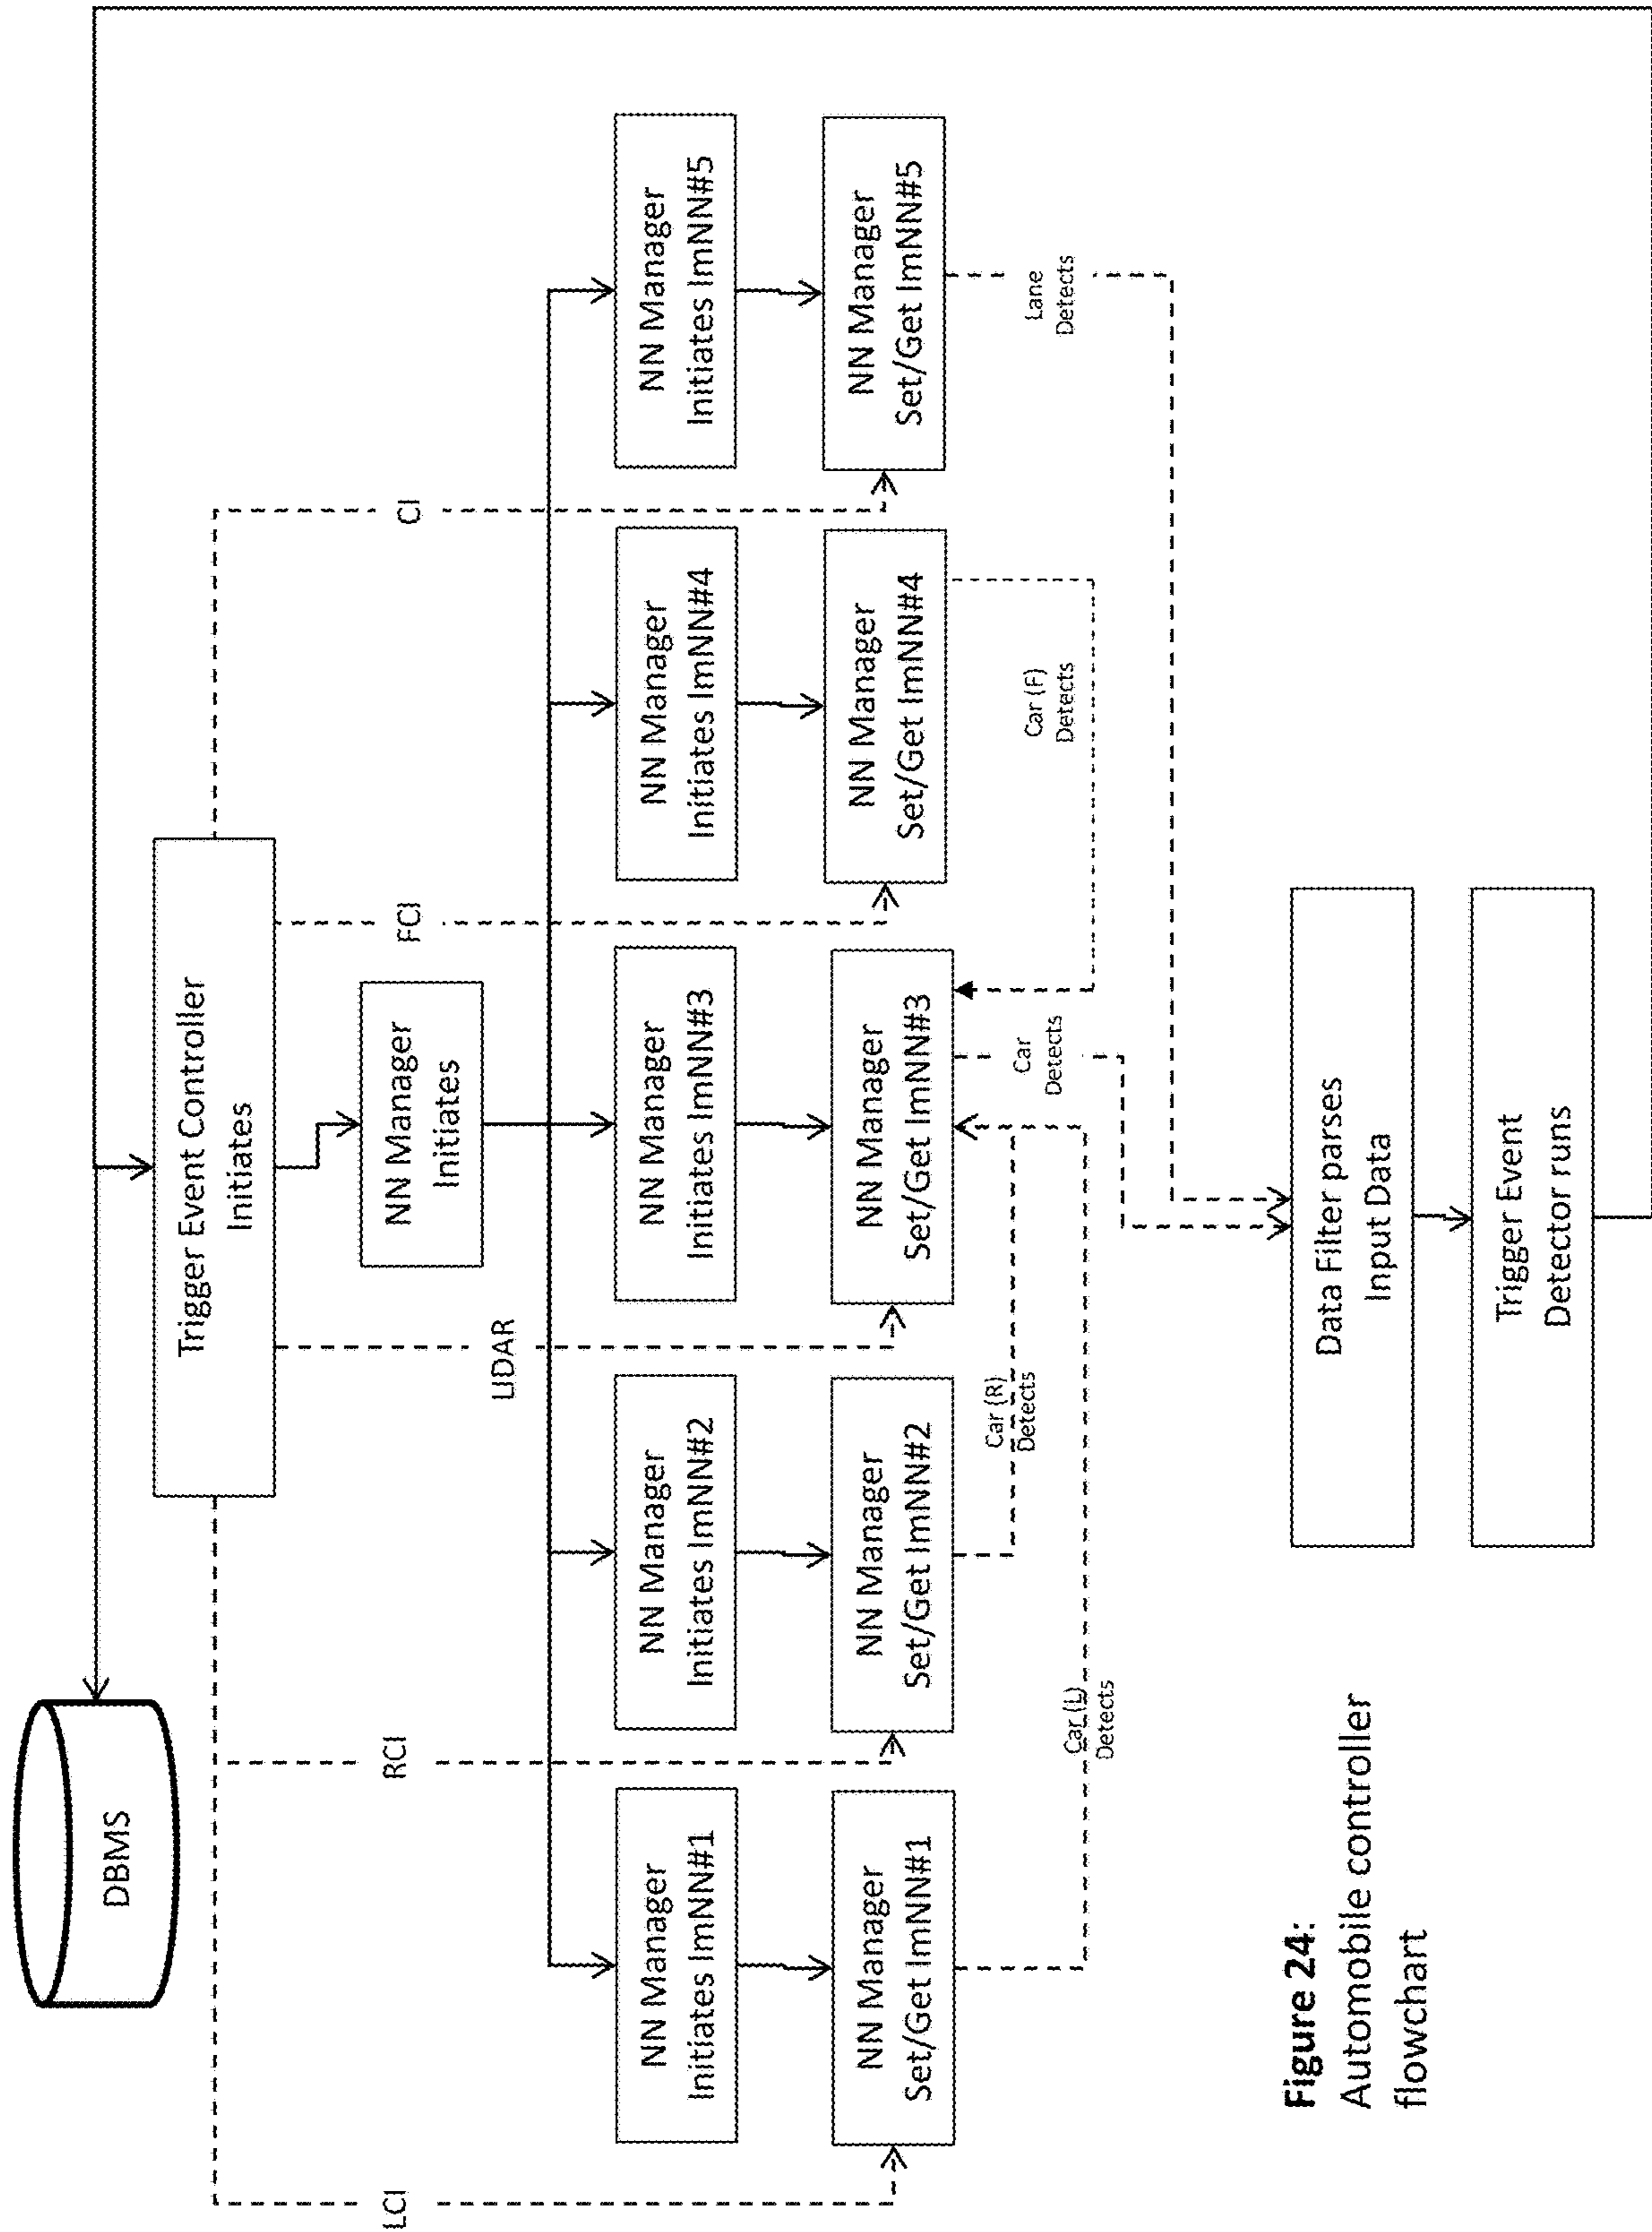 DBMS
Trigger Event Controller
Initiates
LCI
RCI
LIDAR
FCI
CI
NN Manager
Initiates
NN Manager
Initiates ImNN#1
NN Manager
Initiates ImNN#2
NN Manager
Initiates ImNN#3
NN Manager
Initiates ImNN#4
NN Manager
Initiates ImNN#5
NN Manager
Set/Get ImNN#1
NN Manager
Set/Get ImNN#2
NN Manager
Set/Get ImNN#3
NN Manager
Set/Get ImNN#4
NN Manager
Set/Get ImNN#5
Car (L)
Detects
Car (R)
Detects
Car
Detects
Car (F)
Detects
Lane
Detects
Data Filter parses
Input Data
Trigger Event
Detector runs
Figure 24:
Automobile controller
flowchart